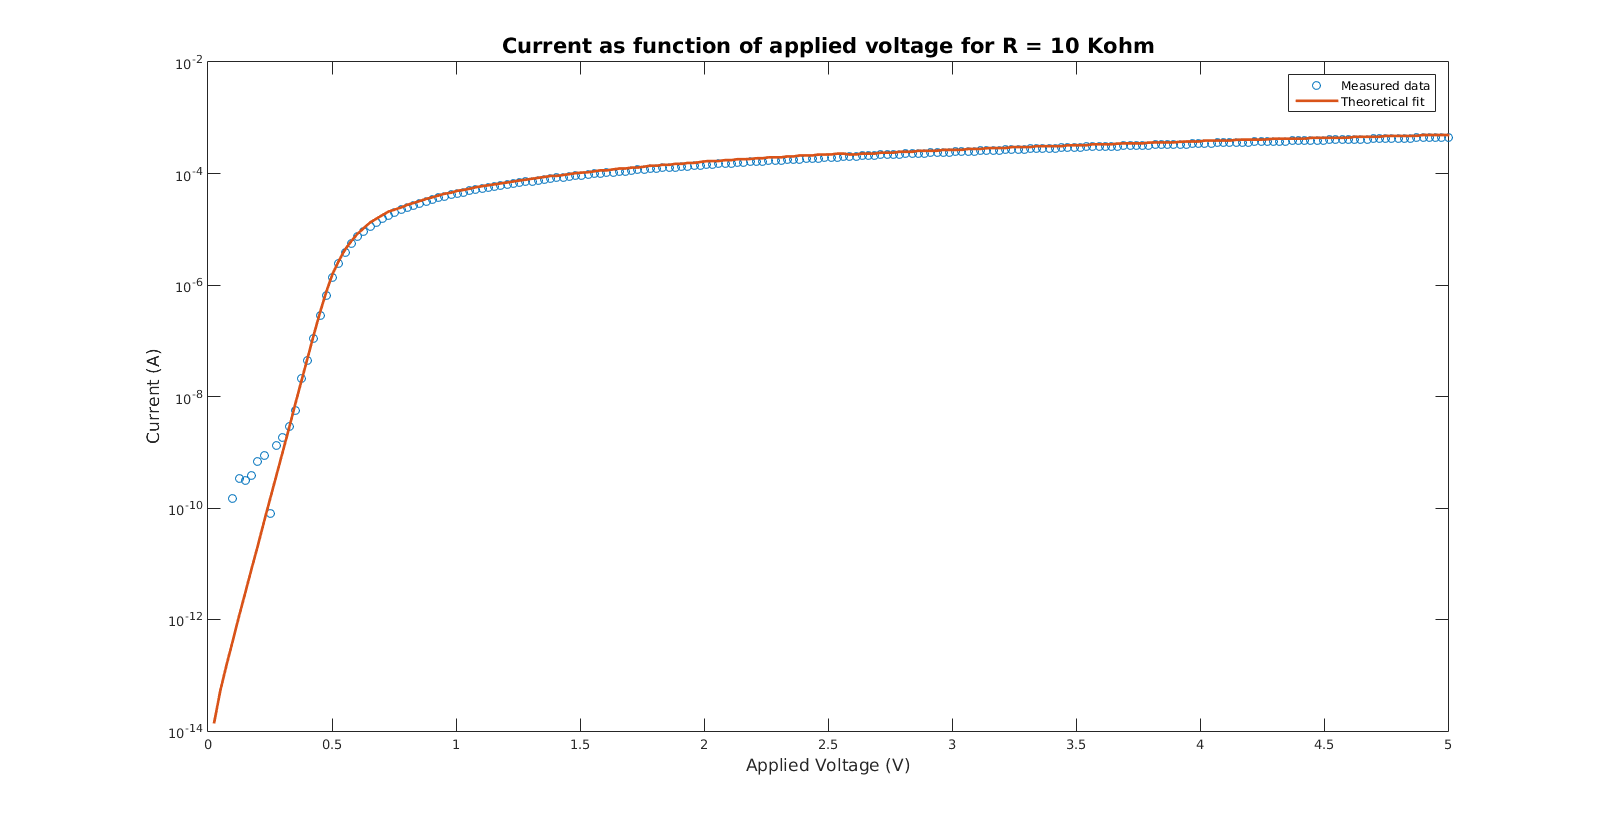 Current as function of applied voltage for R = 10 Kohm
Measured data
Theoretical fit
10-2
10-4
10-6
10-8
10-10
10-12
10-14
Current (A)
0 0.5 1 1.5 2 2.5 3 3.5 4 4.5 5
Applied Voltage (V)